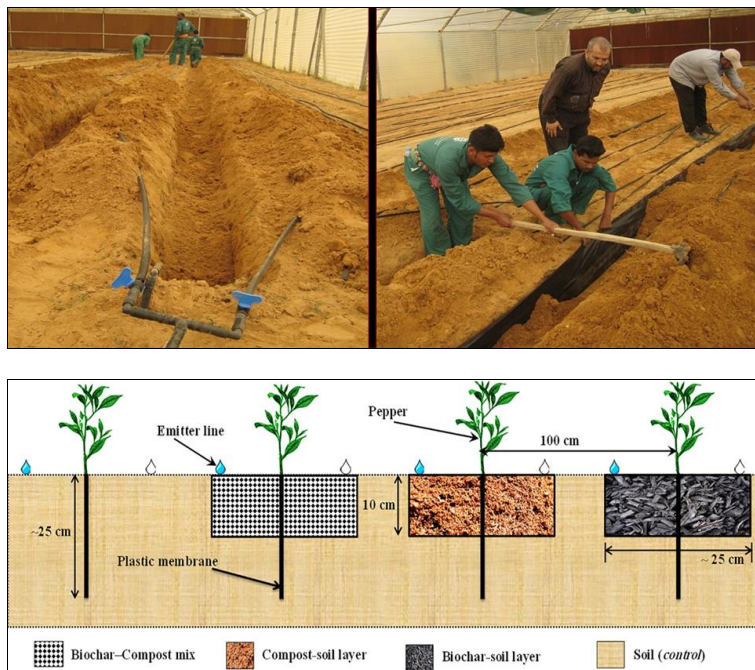 Emitter line
Pepper
100 cm
~25 cm
10 cm
Plastic membrane
~ 25 cm
Biochar–Compost mix
Compost-soil layer
Biochar-soil layer
Soil (control)